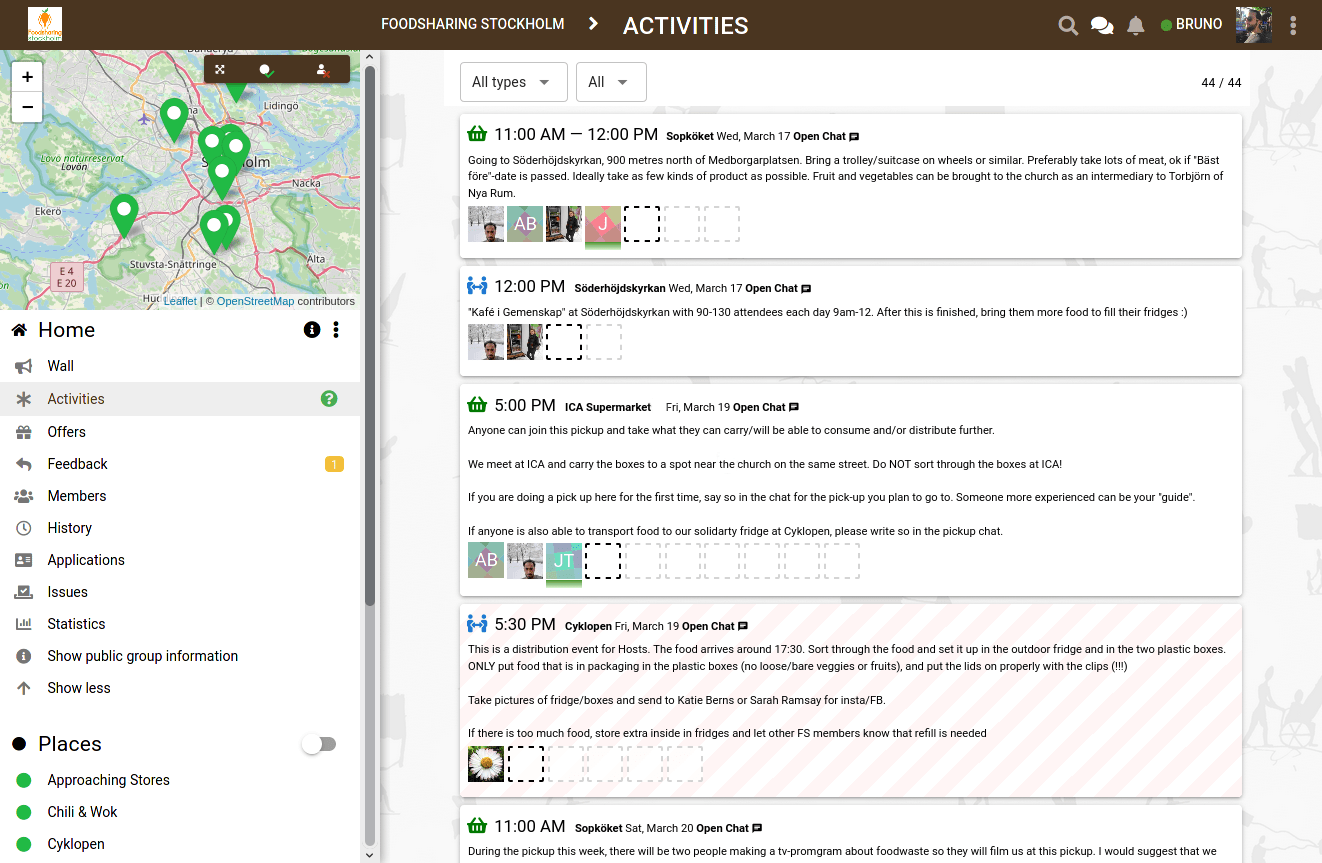 Foodsharing
stockholm
FOODSHARING STOCKHOLM
ACTIVITIES
BRUNO
+
−
Lidingö
Lovö naturreservat
Lovön
Nacka
Ekerö
Stuvsta-Snättringe
Alta
E 4
E 20
Leaflet | © OpenStreetMap contributors
Home
Wall
Activities
Offers
Feedback 1
Members
History
Applications
Issues
Statistics
Show public group information
Show less
Places
Approaching Stores
Chili & Wok
Cyklopen
All types
All
44 / 44
11:00 AM — 12:00 PM Sopköket Wed, March 17 Open Chat
Going to Söderhöjdskyrkan, 900 metres north of Medborgarplatsen. Bring a trolley/suitcase on wheels or similar. Preferably take lots of meat, ok if "Bäst
före"-date is passed. Ideally take as few kinds of product as possible. Fruit and vegetables can be brought to the church as an intermediary to Torbjörn of
Nya Rum.
AB
J
12:00 PM Söderhöjdskyrkan Wed, March 17 Open Chat
"Kafé i Gemenskap" at Söderhöjdskyrkan with 90-130 attendees each day 9am-12. After this is finished, bring them more food to fill their fridges :)
5:00 PM ICA Supermarket Fri, March 19 Open Chat
Anyone can join this pickup and take what they can carry/will be able to consume and/or distribute further.
We meet at ICA and carry the boxes to a spot near the church on the same street. Do NOT sort through the boxes at ICA!
If you are doing a pick up here for the first time, say so in the chat for the pick-up you plan to go to. Someone more experienced can be your "guide".
If anyone is also able to transport food to our solidarty fridge at Cyklopen, please write so in the pickup chat.
AB
JT
5:30 PM Cyklopen Fri, March 19 Open Chat
This is a distribution event for Hosts. The food arrives around 17:30. Sort through the food and set it up in the outdoor fridge and in the two plastic boxes.
ONLY put food that is in packaging in the plastic boxes (no loose/bare veggies or fruits), and put the lids on properly with the clips (!!!)
Take pictures of fridge/boxes and send to Katie Berns or Sarah Ramsay for insta/FB.
If there is too much food, store extra inside in fridges and let other FS members know that refill is needed
11:00 AM Sopköket Sat, March 20 Open Chat
During the pickup this week, there will be two people making a tv-promgram about foodwaste so they will film us at this pickup. I would suggest that we